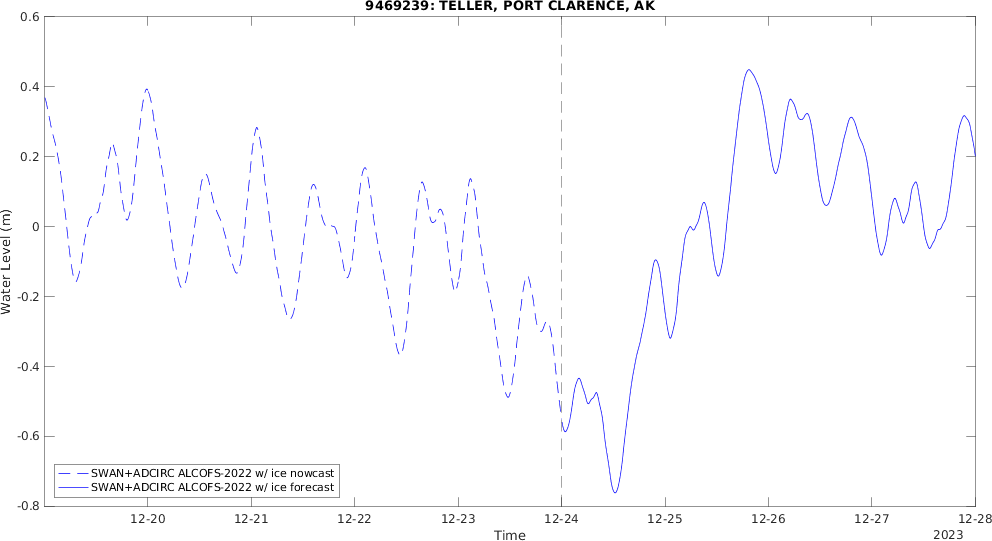 9469239: TELLER, PORT CLARENCE, AK
0.6
0.4
0.2
0
-0.2
-0.4
-0.6
-0.8
Water Level (m)
SWAN+ADCIRC ALCOFS-2022 w/ ice nowcast
SWAN+ADCIRC ALCOFS-2022 w/ ice forecast
12-20 12-21 12-22 12-23 12-24 12-25 12-26 12-27 12-28
Time
2023